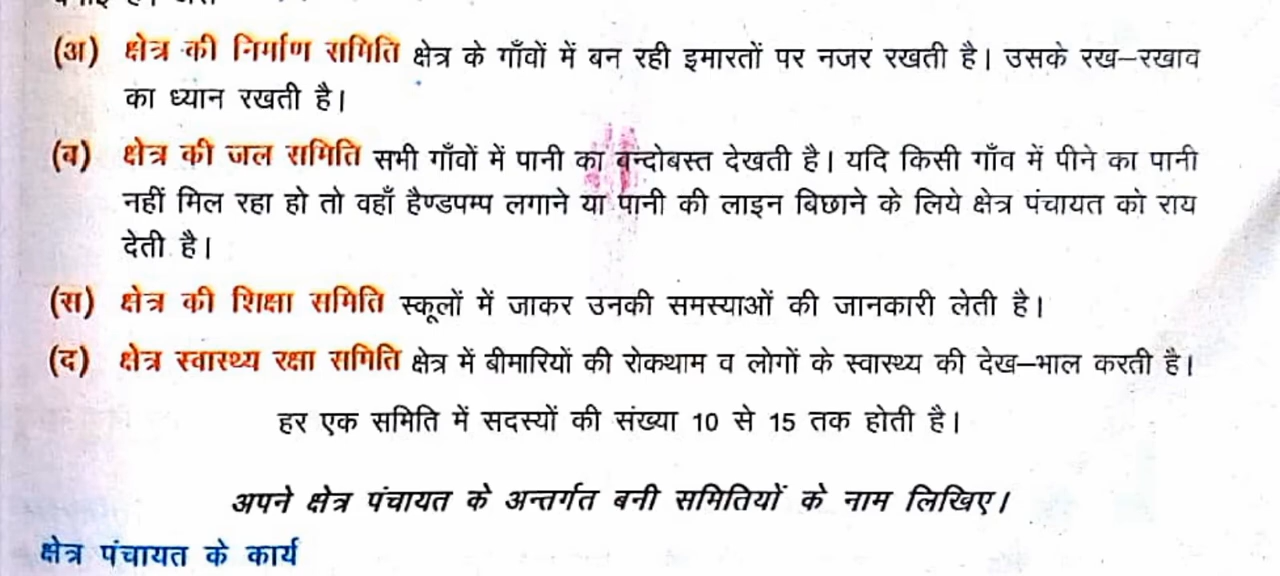 (अ) क्षेत्र की निर्माण समिति क्षेत्र के गाँवों में बन रही इमारतों पर नजर रखती है। उसके रख–रखाव
का ध्यान रखती है।
(ब) क्षेत्र की जल समिति सभी गाँवों में पानी का बन्दोबस्त देखती है। यदि किसी गाँव में पीने का पानी
नहीं मिल रहा हो तो वहाँ हैण्डपम्प लगाने या पानी की लाइन बिछाने के लिये क्षेत्र पंचायत को राय
देती है।
(स) क्षेत्र की शिक्षा समिति स्कूलों में जाकर उनकी समस्याओं की जानकारी लेती है।
(द) क्षेत्र स्वास्थ्य रक्षा समिति क्षेत्र में बीमारियों की रोकथाम व लोगों के स्वास्थ्य की देख–भाल करती है।
हर एक समिति में सदस्यों की संख्या 10 से 15 तक होती है।
अपने क्षेत्र पंचायत के अन्तर्गत बनी समितियों के नाम लिखिए।
क्षेत्र पंचायत के कार्य